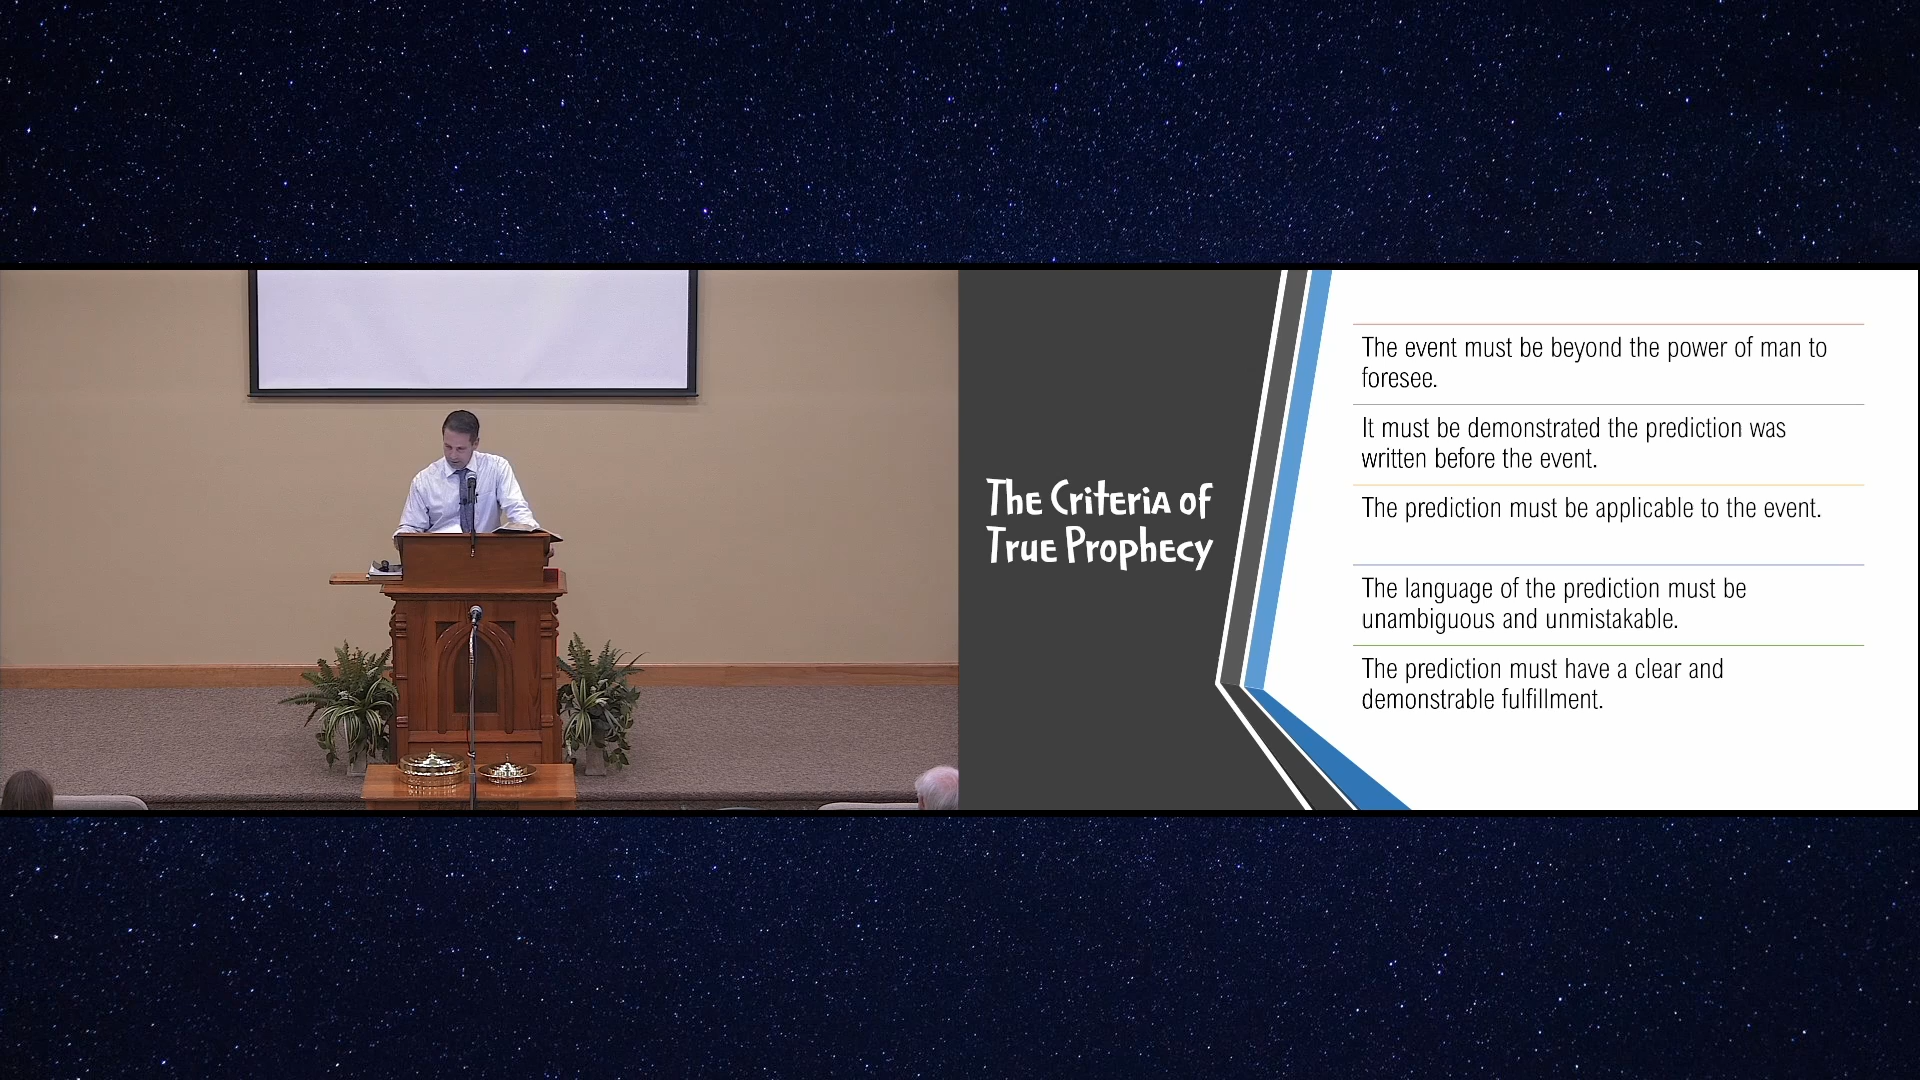 The Criteria of
True Prophecy
The event must be beyond the power of man to
foresee.
It must be demonstrated the prediction was
written before the event.
The prediction must be applicable to the event.
The language of the prediction must be
unambiguous and unmistakable.
The prediction must have a clear and
demonstrable fulfillment.